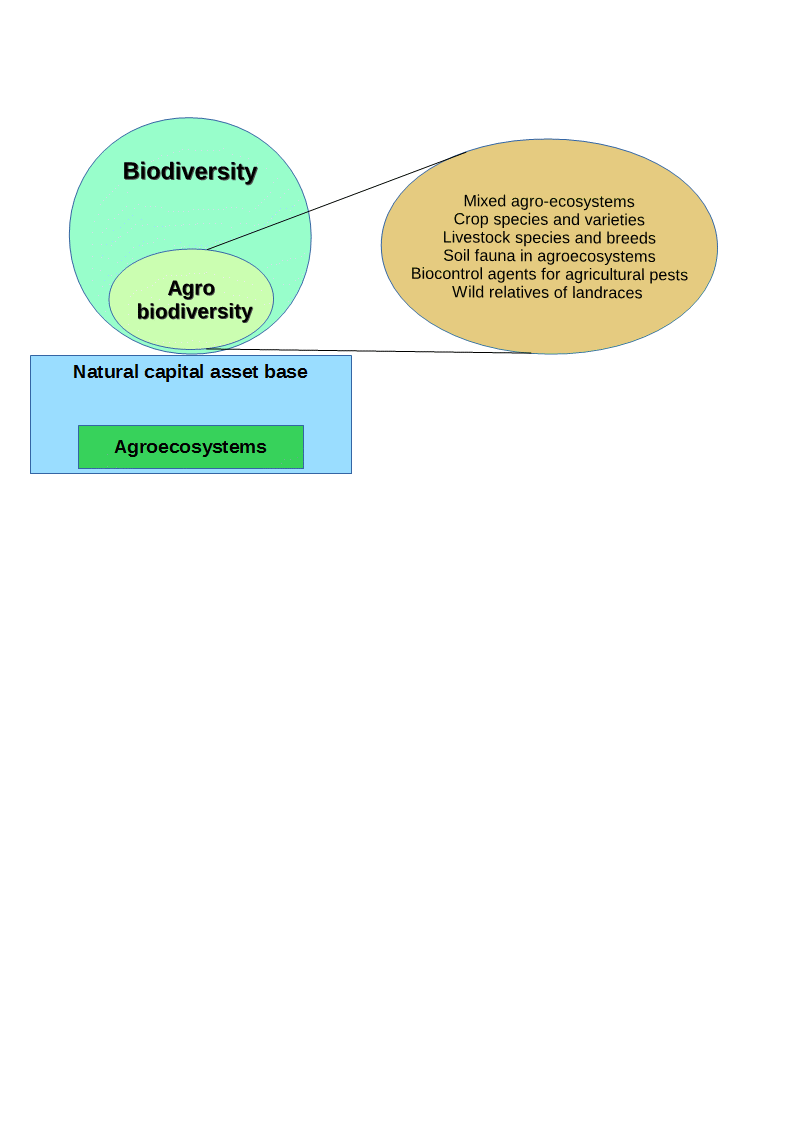 Biodiversity
Agro
biodiversity
Mixed agro-ecosystems
Crop species and varieties
Livestock species and breeds
Soil fauna in agroecosystems
Biocontrol agents for agricultural pests
Wild relatives of landraces
Natural capital asset base
Agroecosystems